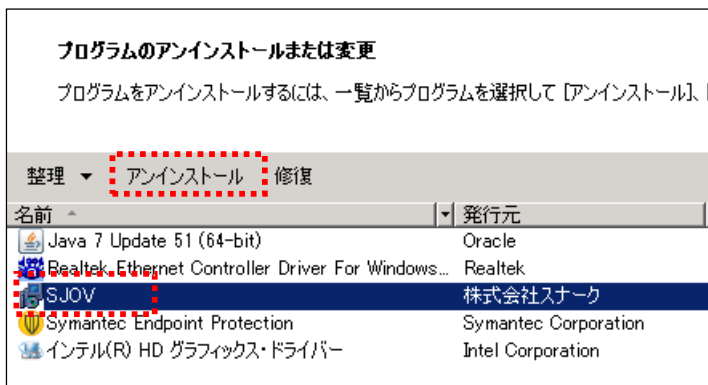 プログラムのアンインストールまたは変更
プログラムをアンインストールするには、一覧からプログラムを選択して [アンインストール]、[
整理 ▼ アンインストール 修復
名前 発行元
Java 7 Update 51 (64-bit) Oracle
Realtek Ethernet Controller Driver For Windows... Realtek
SJOV 株式会社スナーク
Symantec Endpoint Protection Symantec Corporation
インテル(R) HD グラフィックス・ドライバー Intel Corporation